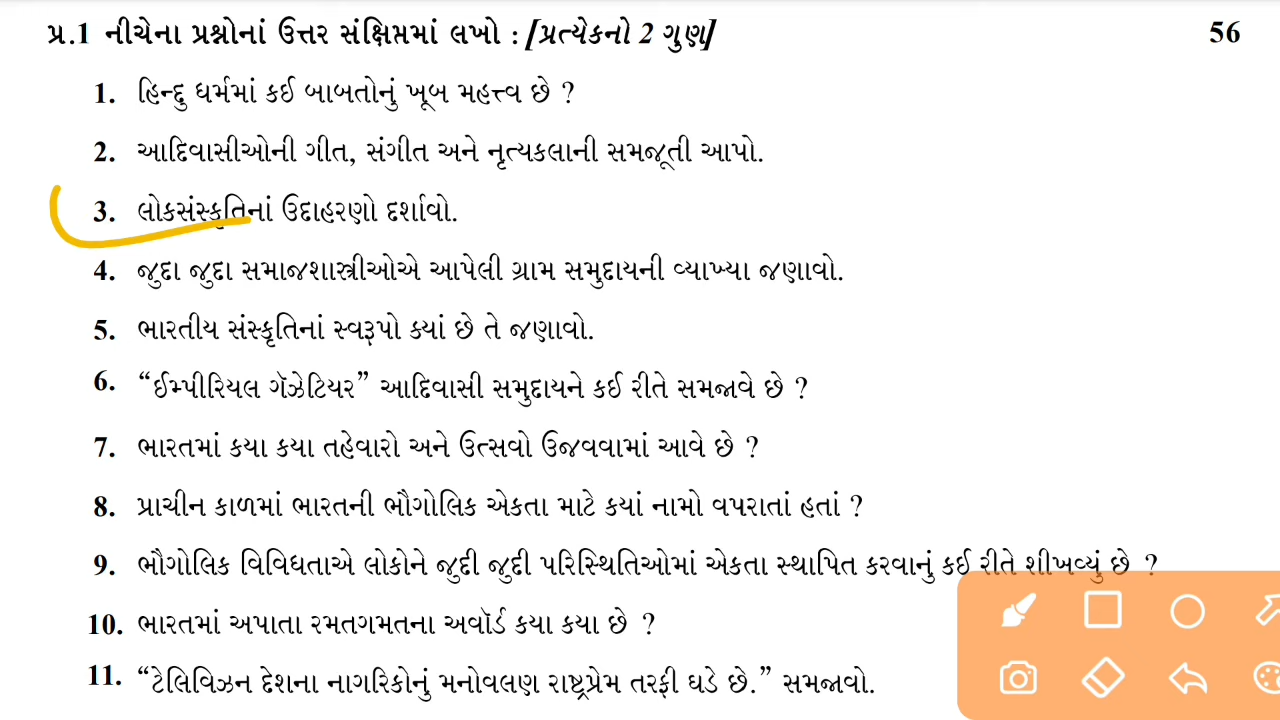 પ્ર.1 નીચેના પ્રશ્નોનાં ઉત્તર સંક્ષિપ્તમાં લખો : [પ્રત્યેકનો 2 ગુણ] 56
1. હિન્દુ ધર્મમાં કઈ બાબતોનું ખૂબ મહત્ત્વ છે ?
2. આદિવાસીઓની ગીત, સંગીત અને નૃત્યકલાની સમજૂતી આપો.
3. લોકસંસ્કૃતિનાં ઉદાહરણો દર્શાવો.
4. જુદા જુદા સમાજશાસ્ત્રીઓએ આપેલી ગ્રામ સમુદાયની વ્યાખ્યા જણાવો.
5. ભારતીય સંસ્કૃતિનાં સ્વરૂપો ક્યાં છે તે જણાવો.
6. “ઈમ્પીરિયલ ગૅઝેટિયર” આદિવાસી સમુદાયને કઈ રીતે સમજાવે છે ?
7. ભારતમાં કયા કયા તહેવારો અને ઉત્સવો ઉજવવામાં આવે છે ?
8. પ્રાચીન કાળમાં ભારતની ભૌગોલિક એકતા માટે કયાં નામો વપરાતાં હતાં ?
9. ભૌગોલિક વિવિધતાએ લોકોને જુદી જુદી પરિસ્થિતિઓમાં એકતા સ્થાપિત કરવાનું કઈ રીતે શીખવ્યું છે ?
10. ભારતમાં અપાતા રમતગમતના અવૉર્ડ કયા કયા છે ?
11. “ટેલિવિઝન દેશના નાગરિકોનું મનોવલણ રાષ્ટ્રપ્રેમ તરફી ઘડે છે.” સમજાવો.